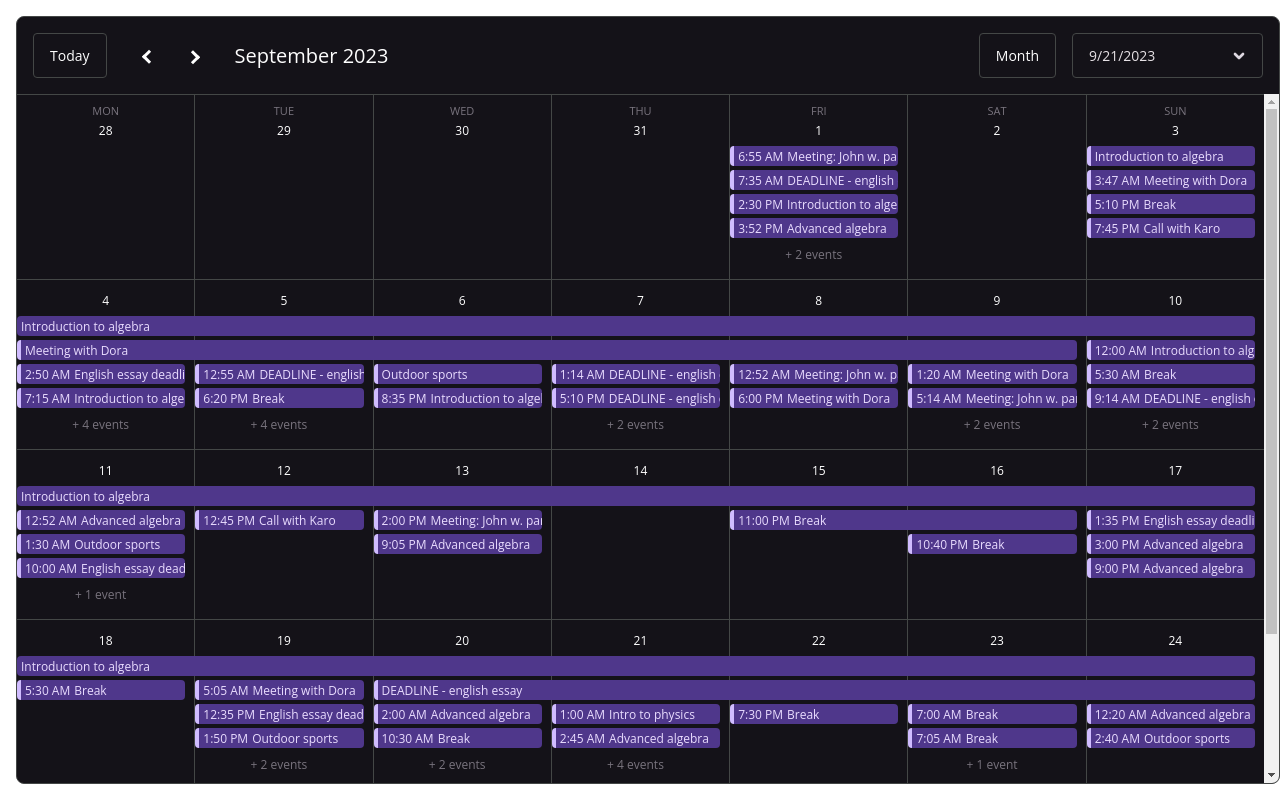 Today
September 2023
Month
9/21/2023
MON TUE WED THU FRI SAT SUN
28 29 30 31 1 2 3
6:55 AM Meeting: John w. pa
7:35 AM DEADLINE - english
2:30 PM Introduction to alge
3:52 PM Advanced algebra
+ 2 events
Introduction to algebra
3:47 AM Meeting with Dora
5:10 PM Break
7:45 PM Call with Karo
4 5 6 7 8 9 10
Introduction to algebra
Meeting with Dora
12:00 AM Introduction to alg
2:50 AM English essay deadli
12:55 AM DEADLINE - english
Outdoor sports
1:14 AM DEADLINE - english
12:52 AM Meeting: John w. p
1:20 AM Meeting with Dora
5:30 AM Break
7:15 AM Introduction to alge
6:20 PM Break
8:35 PM Introduction to alge
5:10 PM DEADLINE - english
6:00 PM Meeting with Dora
5:14 AM Meeting: John w. pa
9:14 AM DEADLINE - english
+ 4 events
+ 4 events
+ 2 events
+ 2 events
+ 2 events
11 12 13 14 15 16 17
Introduction to algebra
12:52 AM Advanced algebra
12:45 PM Call with Karo
2:00 PM Meeting: John w. pa
11:00 PM Break
1:35 PM English essay deadli
1:30 AM Outdoor sports
9:05 PM Advanced algebra
10:40 PM Break
3:00 PM Advanced algebra
10:00 AM English essay dead
9:00 PM Advanced algebra
+ 1 event
18 19 20 21 22 23 24
Introduction to algebra
5:30 AM Break
5:05 AM Meeting with Dora
DEADLINE - english essay
12:35 PM English essay dead
2:00 AM Advanced algebra
1:00 AM Intro to physics
7:30 PM Break
7:00 AM Break
12:20 AM Advanced algebra
1:50 PM Outdoor sports
10:30 AM Break
2:45 AM Advanced algebra
7:05 AM Break
2:40 AM Outdoor sports
+ 2 events
+ 2 events
+ 4 events
+ 1 event